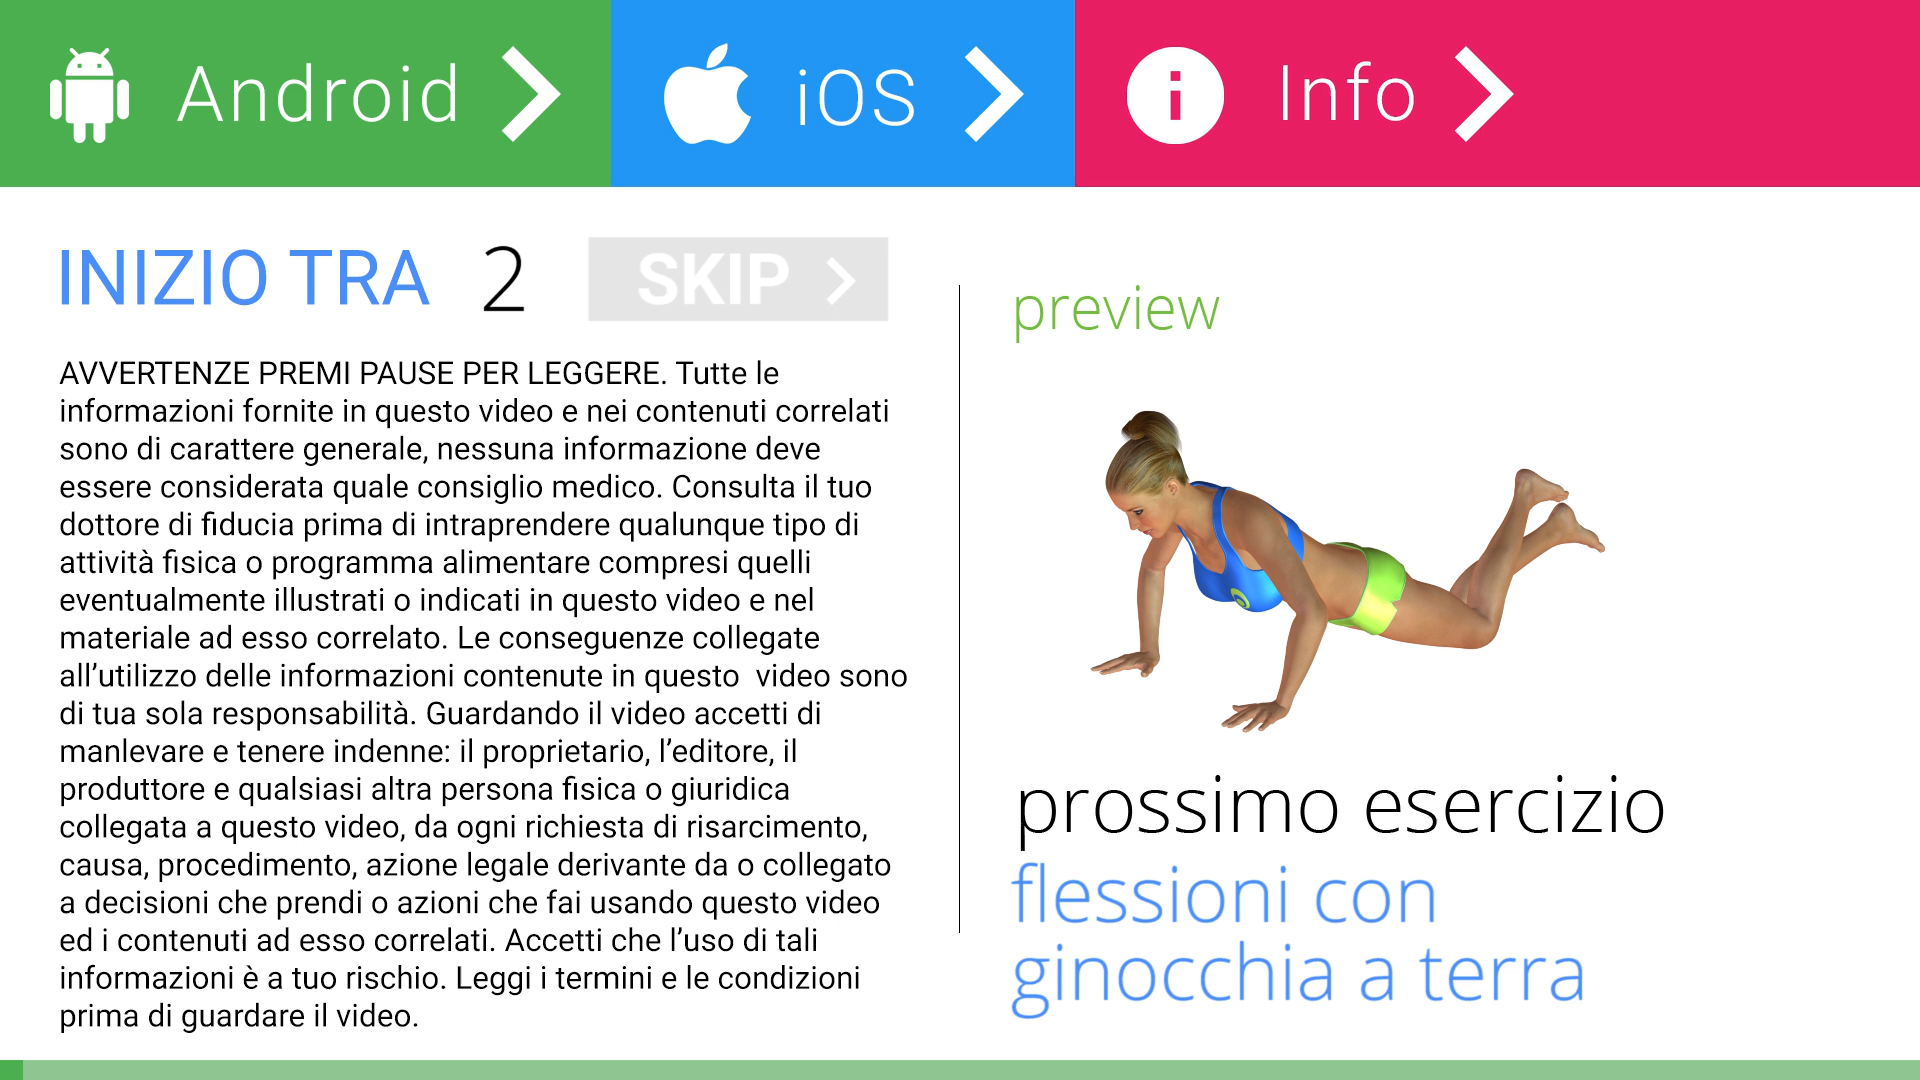 Android
iOS
i Info
INIZIO TRA 2
SKIP
AVVERTENZE PREMI PAUSE PER LEGGERE. Tutte le
informazioni fornite in questo video e nei contenuti correlati
sono di carattere generale, nessuna informazione deve
essere considerata quale consiglio medico. Consulta il tuo
dottore di fiducia prima di intraprendere qualunque tipo di
attività fisica o programma alimentare compresi quelli
eventualmente illustrati o indicati in questo video e nel
materiale ad esso correlato. Le conseguenze collegate
all’utilizzo delle informazioni contenute in questo  video sono
di tua sola responsabilità. Guardando il video accetti di
manlevare e tenere indenne: il proprietario, l’editore, il
produttore e qualsiasi altra persona fisica o giuridica
collegata a questo video, da ogni richiesta di risarcimento,
causa, procedimento, azione legale derivante da o collegato
a decisioni che prendi o azioni che fai usando questo video
ed i contenuti ad esso correlati. Accetti che l’uso di tali
informazioni è a tuo rischio. Leggi i termini e le condizioni
prima di guardare il video.
preview
prossimo esercizio
flessioni con
ginocchia a terra